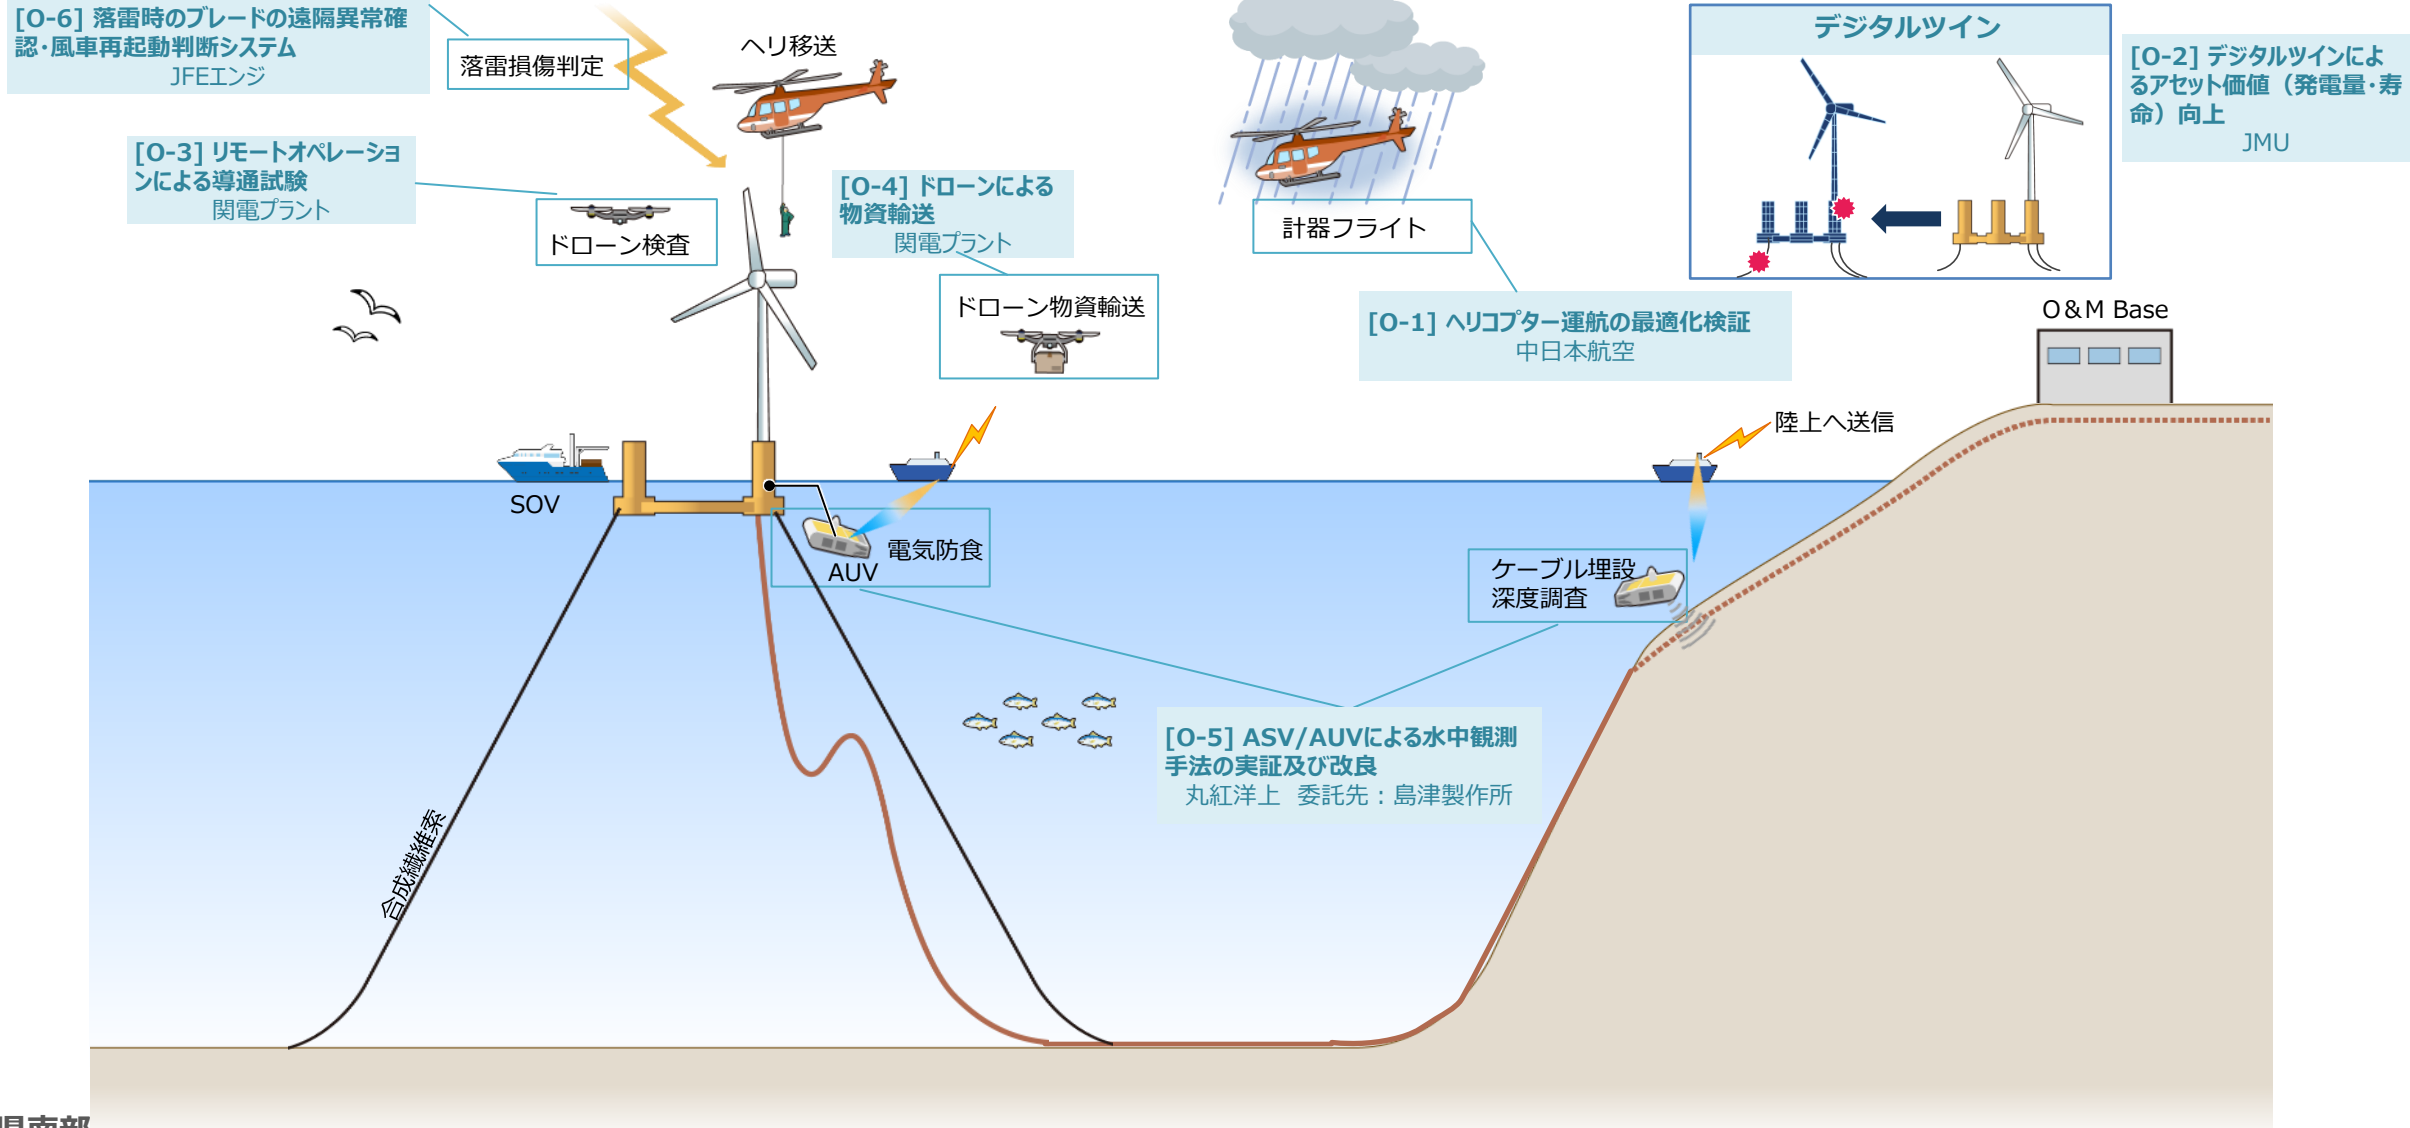 [O-6] 落雷時のブレードの遠隔異常確
認・風車再起動判断システム
JFEエンジ
落雷損傷判定
ヘリ移送
デジタルツイン
[O-2] デジタルツインによ
るアセット価値（発電量・寿
命）向上
JMU
[O-3] リモートオペレーショ
ンによる導通試験
関電プラント
ドローン検査
[O-4] ドローンによる
物資輸送
関電プラント
ドローン物資輸送
計器フライト
[O-1] ヘリコプター運航の最適化検証
中日本航空
O＆M Base
陸上へ送信
SOV
電気防食
AUV
ケーブル埋設
深度調査
[O-5] ASV/AUVによる水中観測
手法の実証及び改良
丸紅洋上 委託先：島津製作所
合成繊維索
県南部